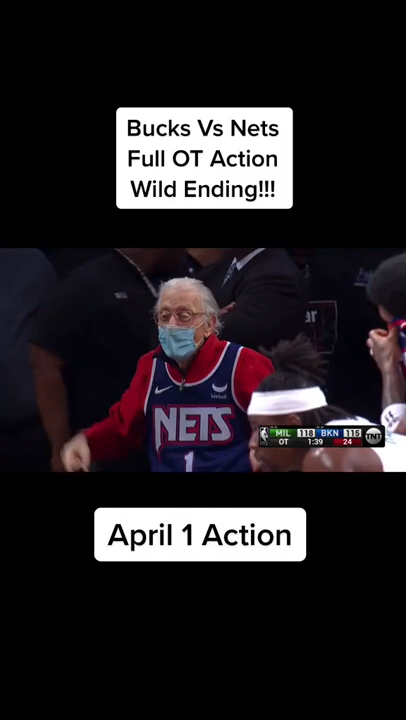 Bucks Vs Nets
Full OT Action
Wild Ending!!!
NETS
1
MIL 118 BKN 115
OT 1:39 24
TNT
April 1 Action